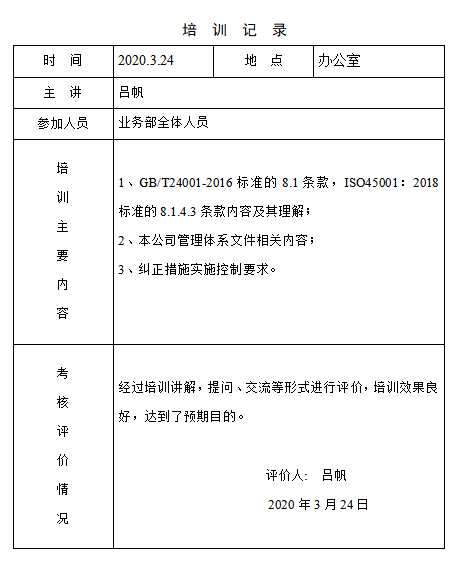 培 训 记 录
时 间 2020.3.24 地 点 办公室
主 讲 吕帆
参加人员 业务部全体人员
培
训
主
要
内
容
1、GB/T24001-2016 标准的 8.1 条款，ISO45001：2018
标准的 8.1.4.3 条款内容及其理解；
2、本公司管理体系文件相关内容；
3、纠正措施实施控制要求。
考
核
评
价
情
况
经过培训讲解，提问、交流等形式进行评价，培训效果良
好，达到了预期目的。
评价人: 吕帆
2020 年 3 月 24 日